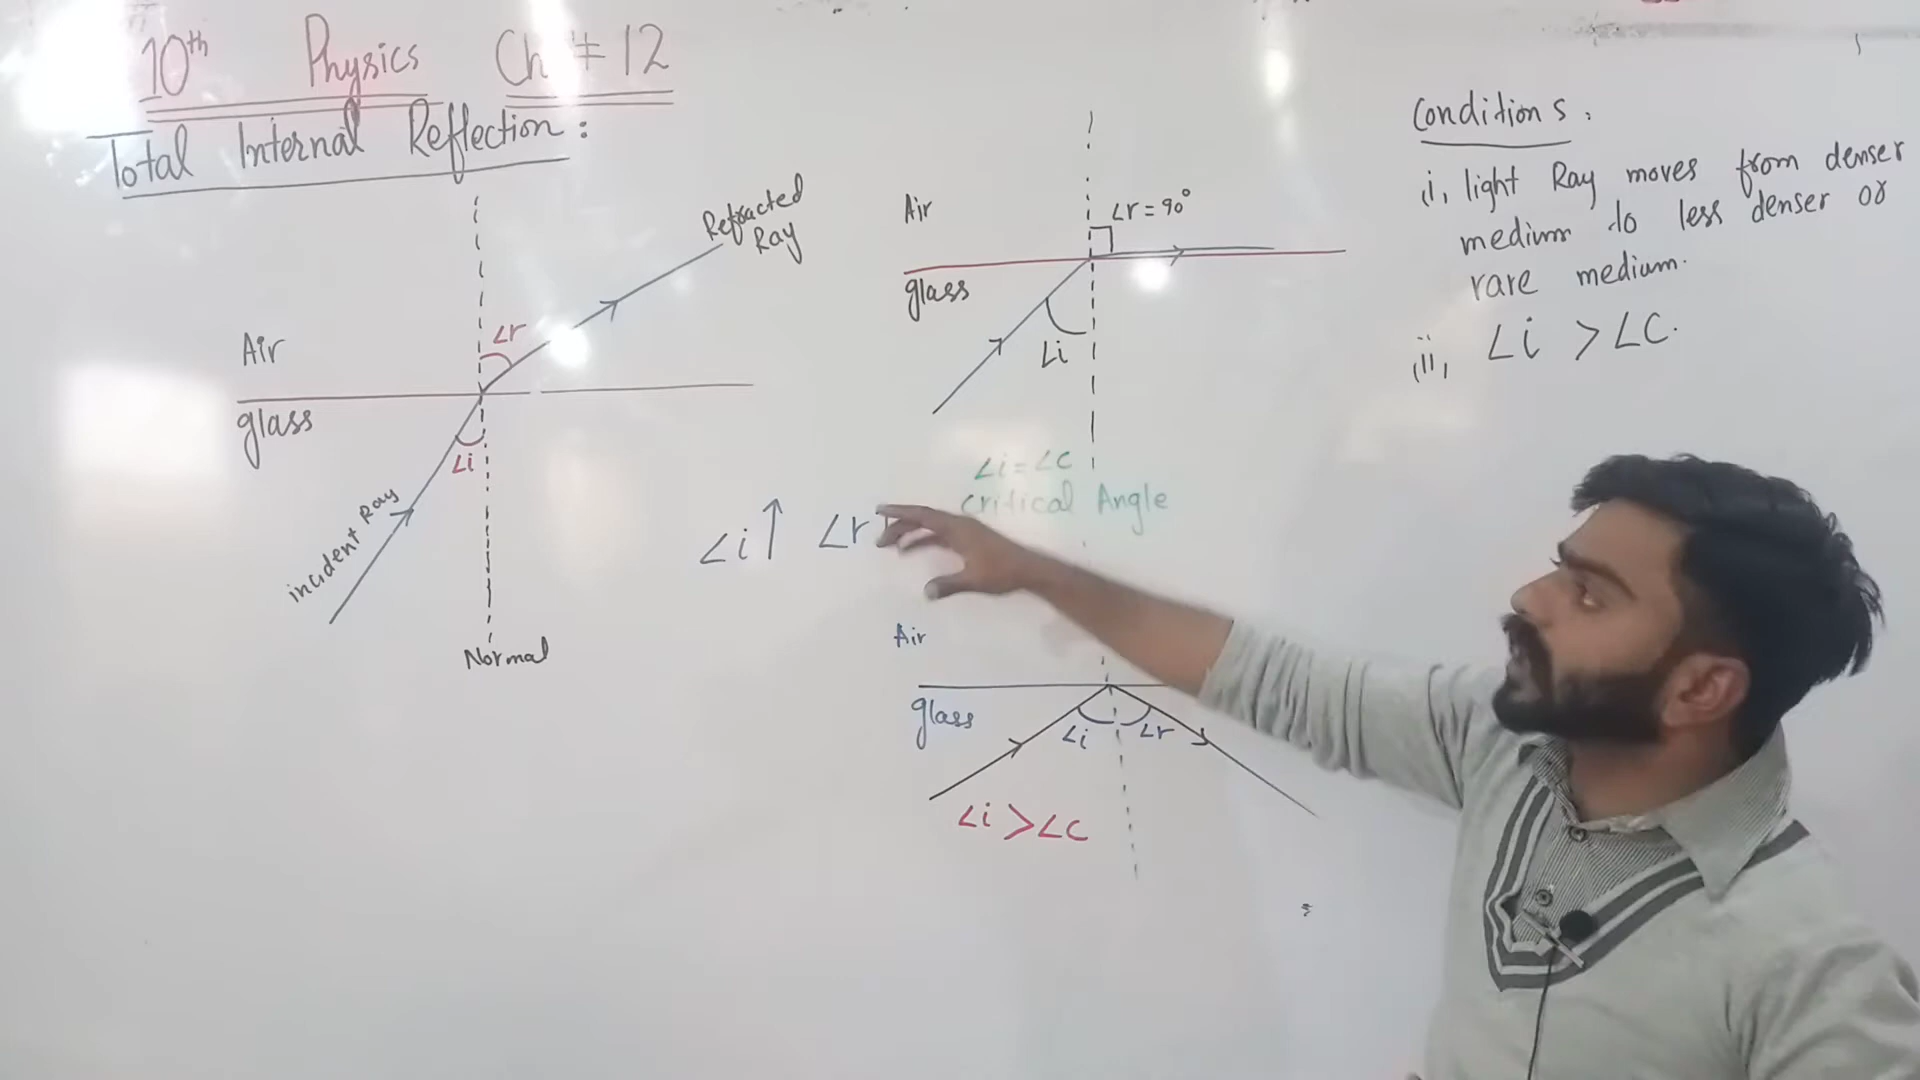 10th Physics Ch # 12
Total Internal Reflection:
Refracted
Ray
∠r
Air
glass
∠i
incident Ray
Normal
∠i↑ ∠r
Air
∠r = 90°
glass
∠i
∠i = ∠c
critical Angle
Air
glass
∠i ∠r
∠i > ∠c
Conditions:
(i, light Ray moves from denser
medium to less denser or
rare medium.
(ii, ∠i > ∠c.